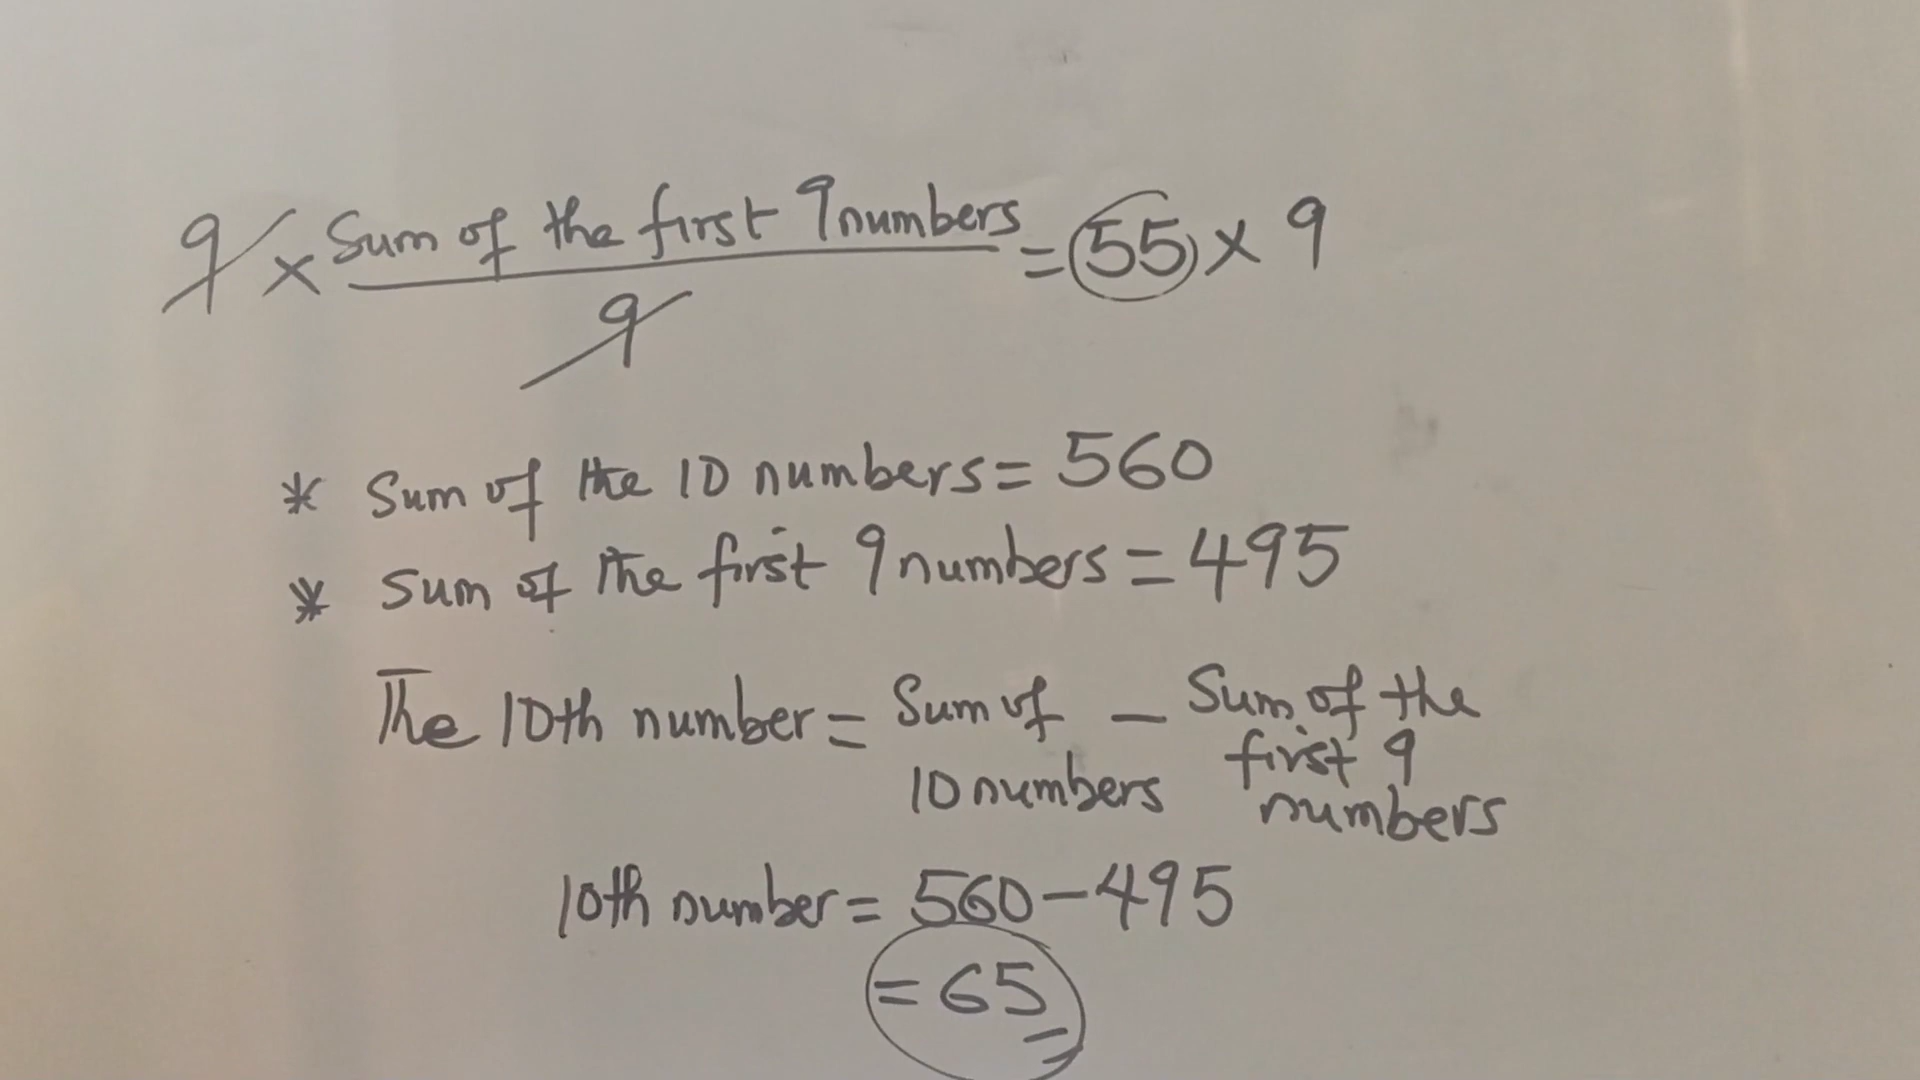 9 × Sum of the first 9 numbers = 55 × 9
9
* Sum of the 10 numbers = 560
* Sum of the first 9 numbers = 495
The 10th number = Sum of 10 numbers − Sum of the first 9 numbers
10th number = 560 − 495
= 65